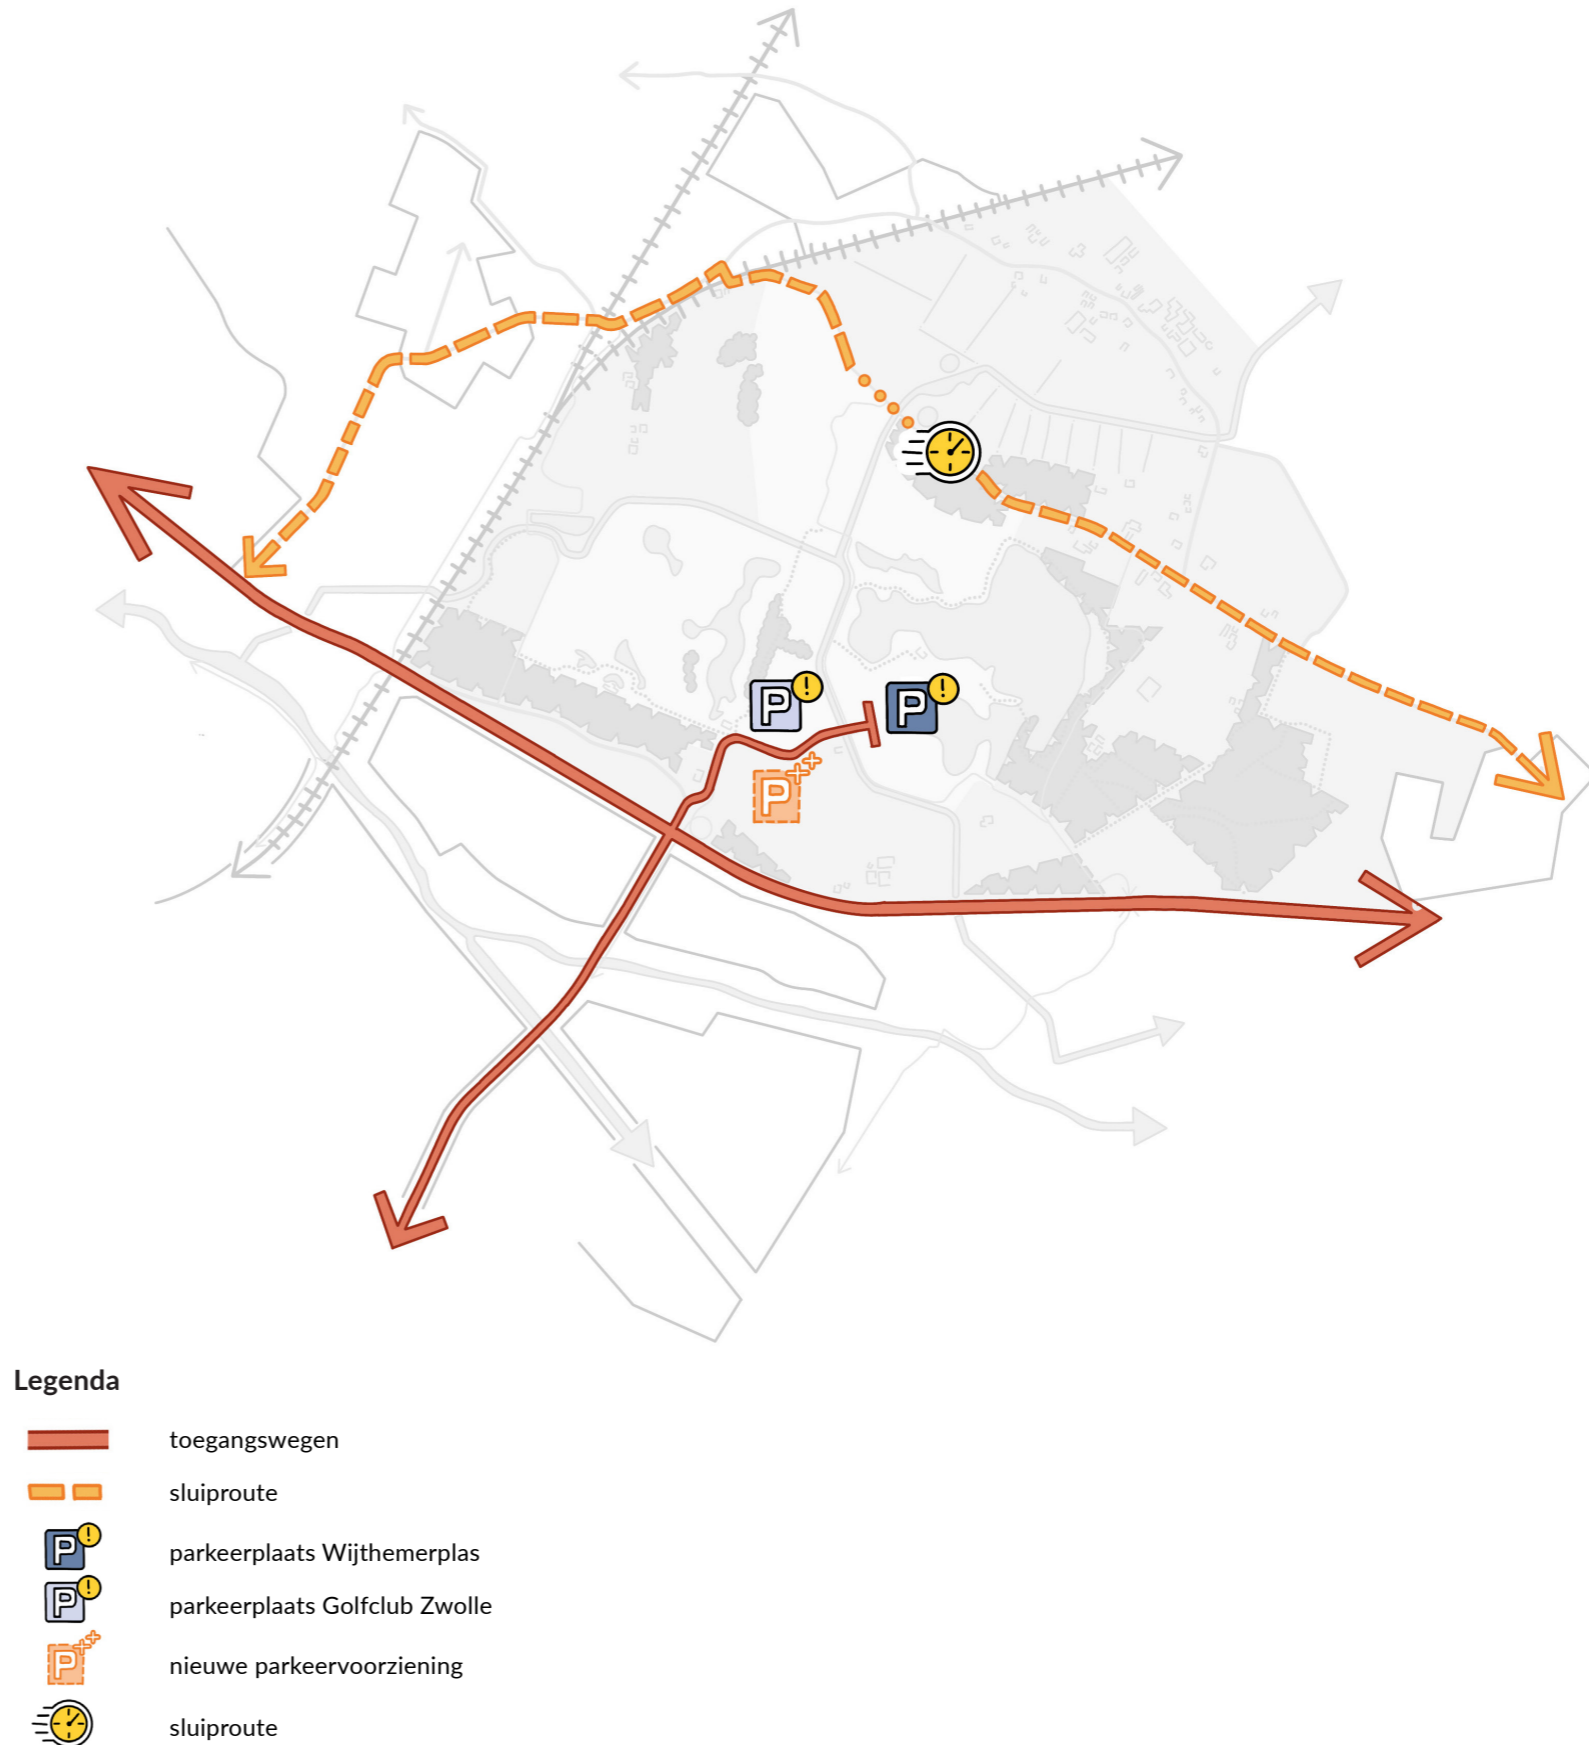 P!
P!
P++
Legenda
toegangswegen
sluiproute
P! parkeerplaats Wijthemerplas
P! parkeerplaats Golfclub Zwolle
P++ nieuwe parkeervoorziening
sluiproute